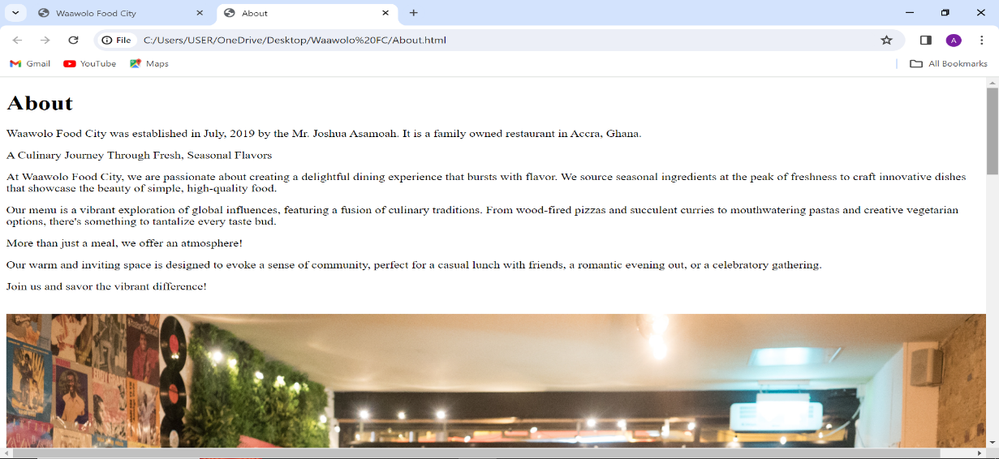 Waawolo Food City
About
File
C:/Users/USER/OneDrive/Desktop/Waawolo%20FC/About.html
A
Gmail
YouTube
Maps
All Bookmarks
About
Waawolo Food City was established in July, 2019 by the Mr. Joshua Asamoah. It is a family owned restaurant in Accra, Ghana.
A Culinary Journey Through Fresh, Seasonal Flavors
At Waawolo Food City, we are passionate about creating a delightful dining experience that bursts with flavor. We source seasonal ingredients at the peak of freshness to craft innovative dishes
that showcase the beauty of simple, high-quality food.
Our menu is a vibrant exploration of global influences, featuring a fusion of culinary traditions. From wood-fired pizzas and succulent curries to mouthwatering pastas and creative vegetarian
options, there's something to tantalize every taste bud.
More than just a meal, we offer an atmosphere!
Our warm and inviting space is designed to evoke a sense of community, perfect for a casual lunch with friends, a romantic evening out, or a celebratory gathering.
Join us and savor the vibrant difference!